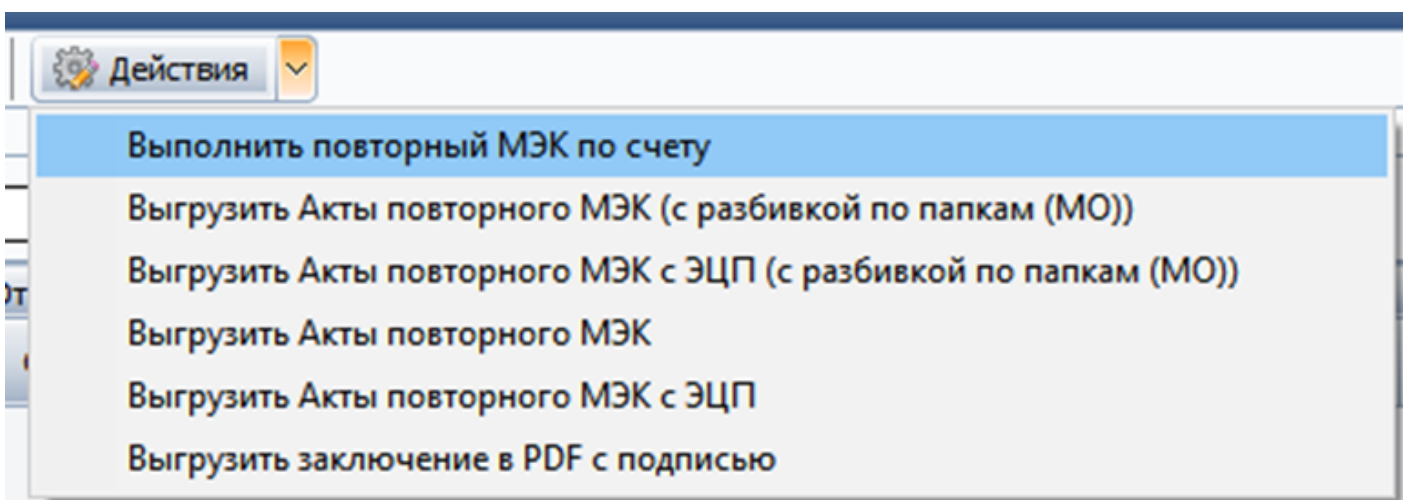 Действия
Выполнить повторный МЭК по счету
Выгрузить Акты повторного МЭК (с разбивкой по папкам (МО))
Выгрузить Акты повторного МЭК с ЭЦП (с разбивкой по папкам (МО))
Выгрузить Акты повторного МЭК
Выгрузить Акты повторного МЭК с ЭЦП
Выгрузить заключение в PDF с подписью